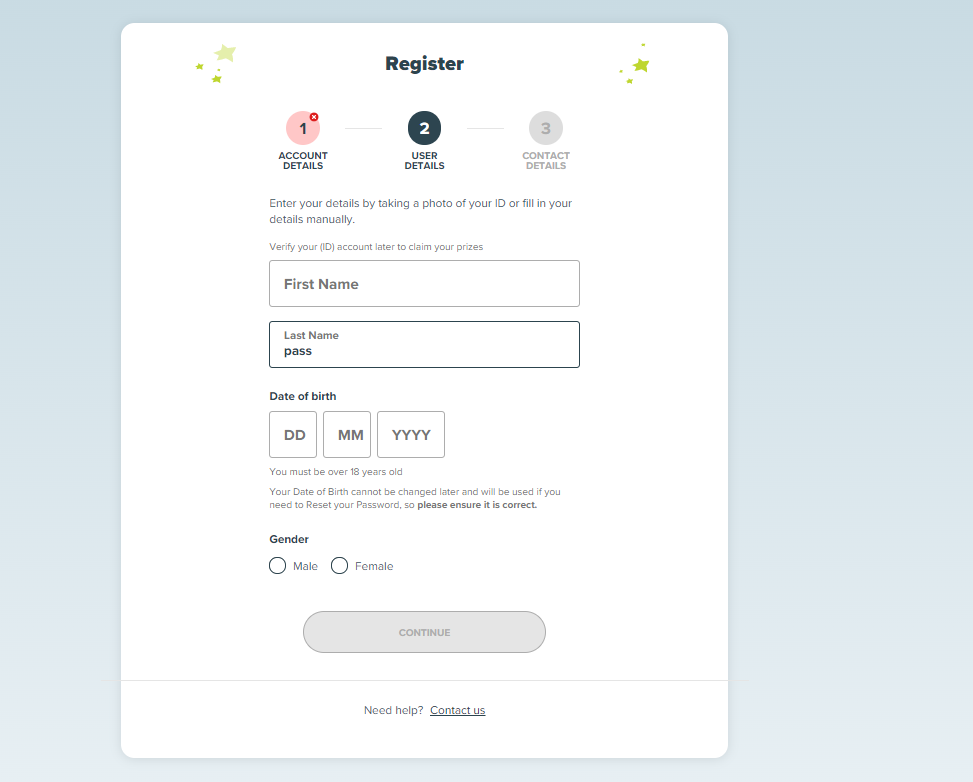 Register
1
2
3
ACCOUNT
DETAILS
USER
DETAILS
CONTACT
DETAILS
Enter your details by taking a photo of your ID or fill in your
details manually.
Verify your (ID) account later to claim your prizes
First Name
Last Name
pass
Date of birth
DD
MM
YYYY
You must be over 18 years old
Your Date of Birth cannot be changed later and will be used if you
need to Reset your Password, so please ensure it is correct.
Gender
Male
Female
CONTINUE
Need help? Contact us